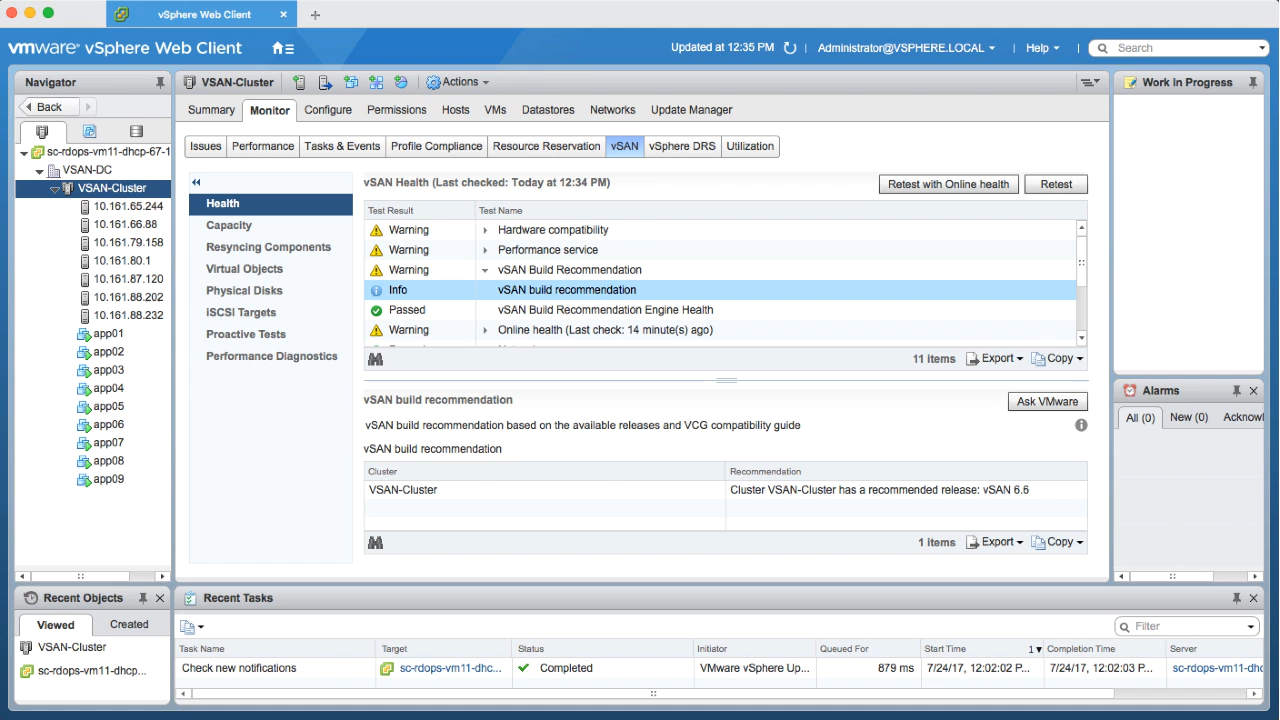 vSphere Web Client
vmware® vSphere Web Client
Updated at 12:35 PM
Administrator@VSPHERE.LOCAL
Help
Search
Navigator
Back
sc-rdops-vm11-dhcp-67-1
VSAN-DC
VSAN-Cluster
10.161.65.244
10.161.66.88
10.161.79.158
10.161.80.1
10.161.87.120
10.161.88.202
10.161.88.232
app01
app02
app03
app04
app05
app06
app07
app08
app09
VSAN-Cluster
Actions
Summary Monitor Configure Permissions Hosts VMs Datastores Networks Update Manager
Issues Performance Tasks & Events Profile Compliance Resource Reservation vSAN vSphere DRS Utilization
Health
Capacity
Resyncing Components
Virtual Objects
Physical Disks
iSCSI Targets
Proactive Tests
Performance Diagnostics
vSAN Health (Last checked: Today at 12:34 PM)
Retest with Online health Retest
Test Result Test Name
Warning Hardware compatibility
Warning Performance service
Warning vSAN Build Recommendation
Info vSAN build recommendation
Passed vSAN Build Recommendation Engine Health
Warning Online health (Last check: 14 minute(s) ago)
11 items Export Copy
vSAN build recommendation
Ask VMware
vSAN build recommendation based on the available releases and VCG compatibility guide
vSAN build recommendation
Cluster Recommendation
VSAN-Cluster Cluster VSAN-Cluster has a recommended release: vSAN 6.6
1 items Export Copy
Work In Progress
Alarms
All (0) New (0) Acknowl
Recent Objects
Viewed Created
VSAN-Cluster
sc-rdops-vm11-dhcp...
Recent Tasks
Filter
Task Name Target Status Initiator Queued For Start Time 1 Completion Time Server
Check new notifications sc-rdops-vm11-dhc... Completed VMware vSphere Up... 879 ms 7/24/17, 12:02:02 P... 7/24/17, 12:02:03 P... sc-rdops-vm11-dhc